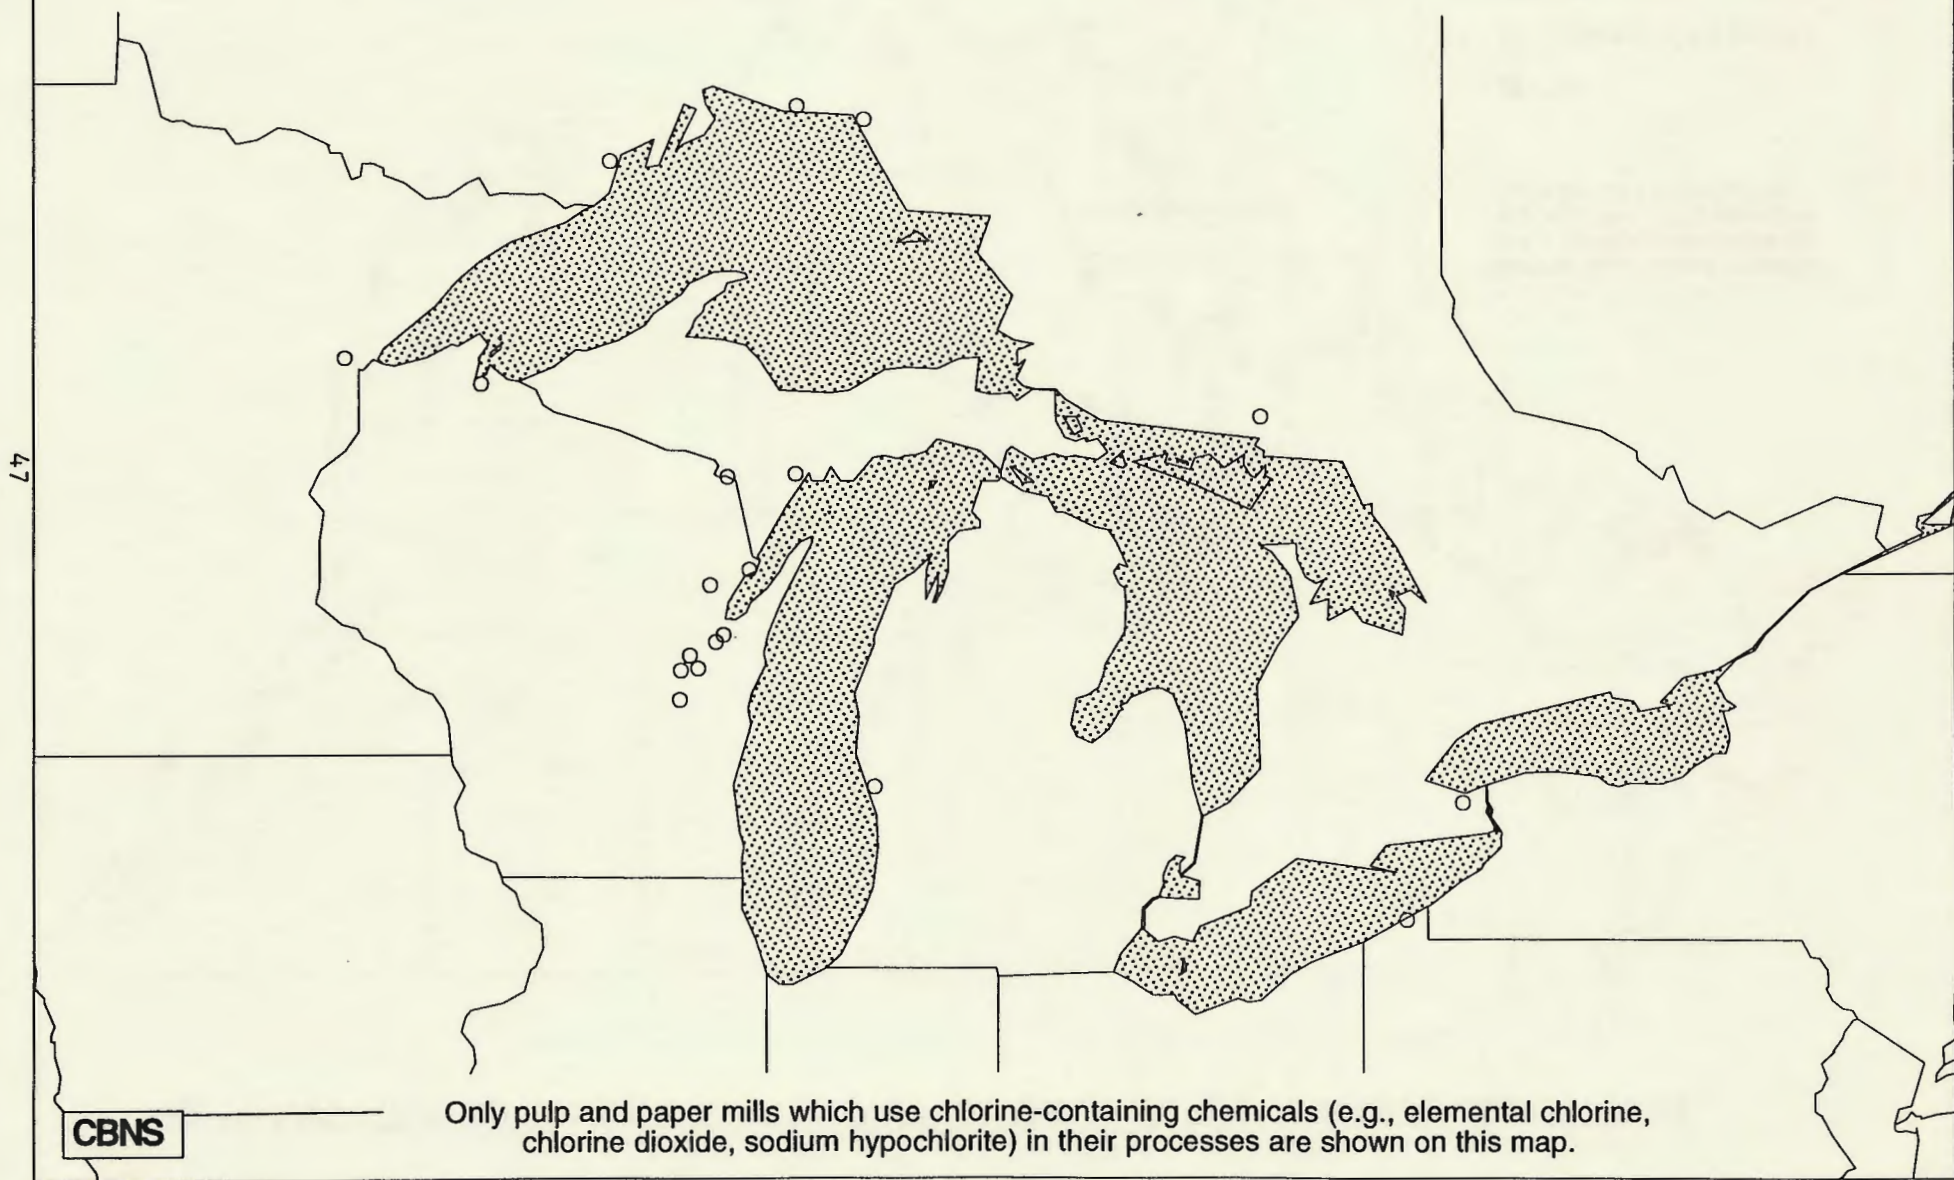 47
CBNS
Only pulp and paper mills which use chlorine-containing chemicals (e.g., elemental chlorine,
chlorine dioxide, sodium hypochlorite) in their processes are shown on this map.